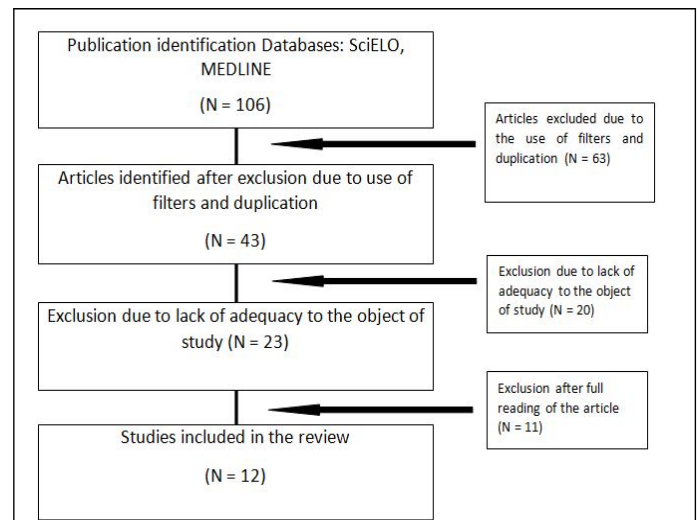 Publication identification Databases: SciELO,
MEDLINE
(N = 106)
Articles excluded due to
the use of filters and
duplication (N = 63)
Articles identified after exclusion due to use of
filters and duplication
(N = 43)
Exclusion due to lack of
adequacy to the object
of study (N = 20)
Exclusion due to lack of adequacy to the object of
study (N = 23)
Exclusion after full
reading of the article
(N = 11)
Studies included in the review
(N = 12)